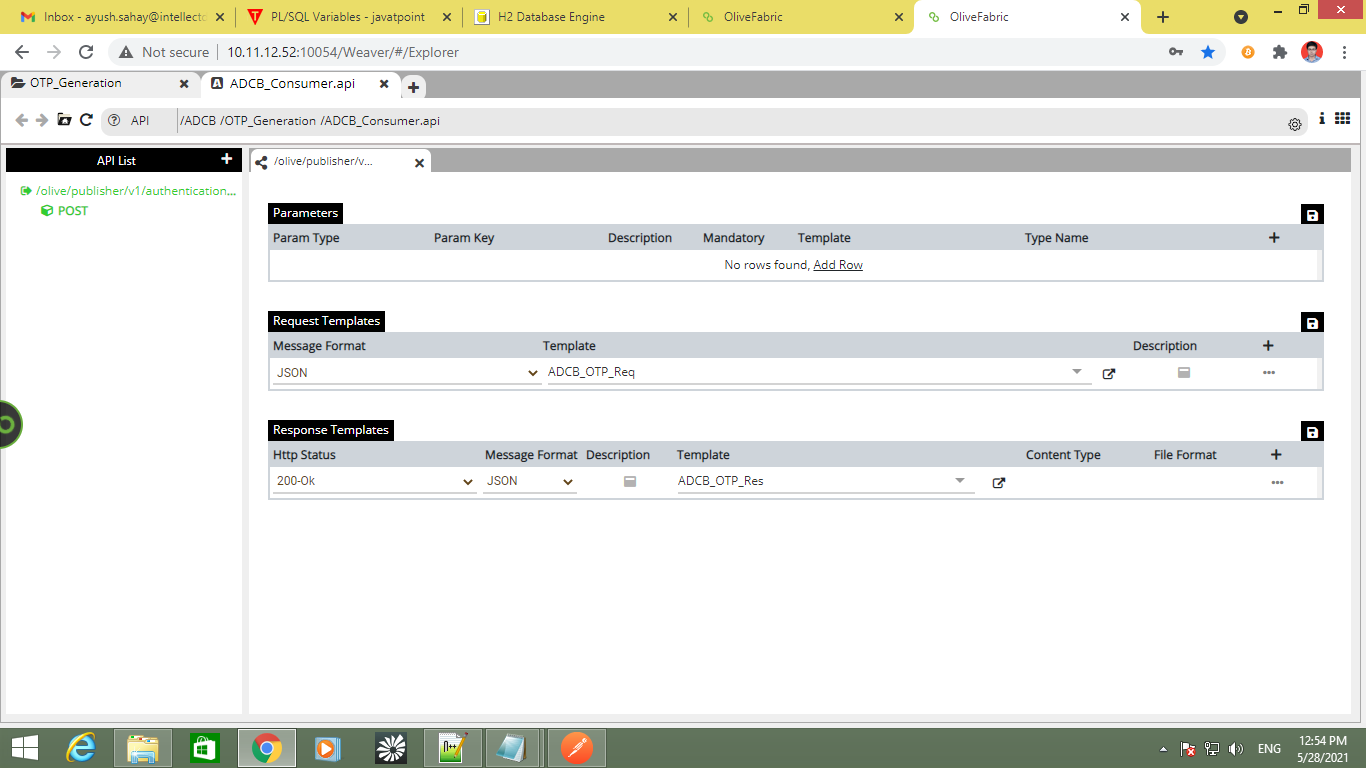 Inbox - ayush.sahay@intellect
PL/SQL Variables - javatpoint
H2 Database Engine
OliveFabric
OliveFabric
Not secure
10.11.12.52:10054/Weaver/#/Explorer
OTP_Generation
ADCB_Consumer.api
API
/ADCB /OTP_Generation /ADCB_Consumer.api
API List
/olive/publisher/v1/authentication...
POST
/olive/publisher/v...
Parameters
Param Type Param Key Description Mandatory Template Type Name
No rows found, Add Row
Request Templates
Message Format Template Description
JSON ADCB_OTP_Req
Response Templates
Http Status Message Format Description Template Content Type File Format
200-Ok JSON ADCB_OTP_Res
ENG
12:54 PM
5/28/2021